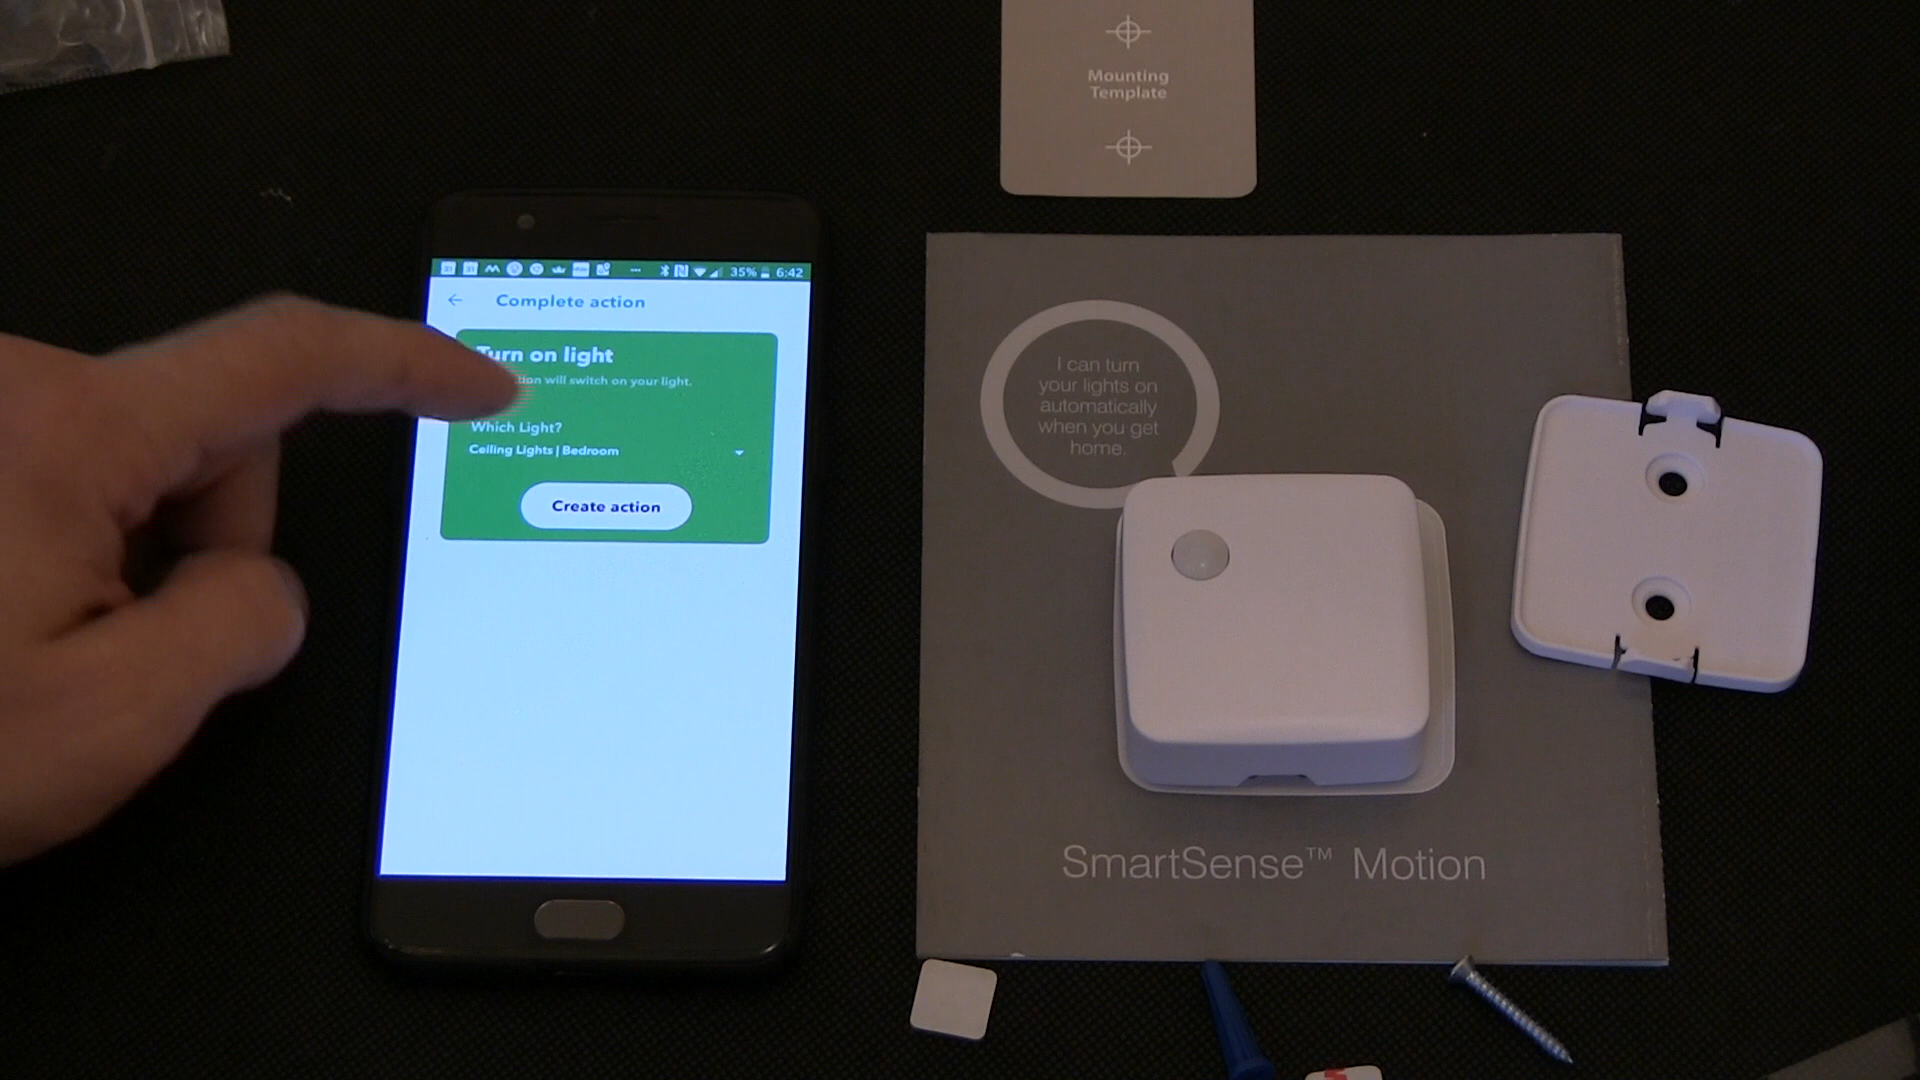 Mounting
Template
35% 6:42
Complete action
Turn on light
tion will switch on your light.
Which Light?
Ceiling Lights | Bedroom
Create action
I can turn
your lights on
automatically
when you get
home.
SmartSense™ Motion